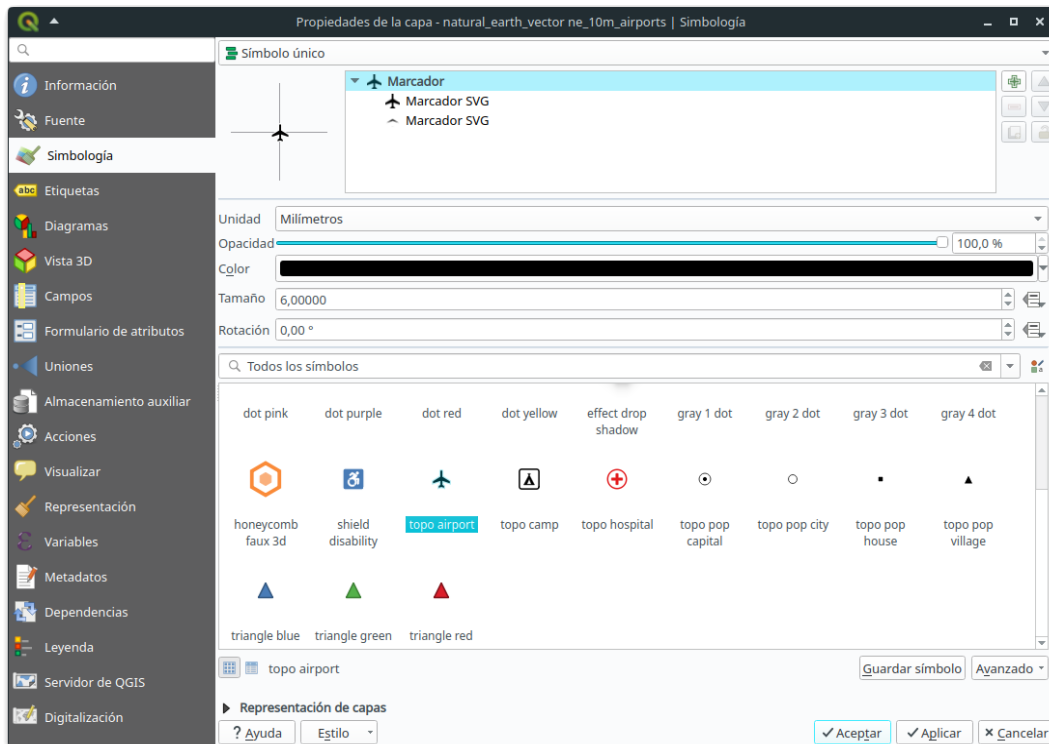 Propiedades de la capa - natural_earth_vector ne_10m_airports | Simbología
Información
Fuente
Simbología
abc Etiquetas
Diagramas
Vista 3D
Campos
Formulario de atributos
Uniones
Almacenamiento auxiliar
Acciones
Visualizar
Representación
Variables
Metadatos
Dependencias
Leyenda
Servidor de QGIS
Digitalización
Símbolo único
Marcador
Marcador SVG
Marcador SVG
Unidad Milímetros
Opacidad 100,0 %
Color
Tamaño 6,00000
Rotación 0,00 °
Todos los símbolos
dot pink dot purple dot red dot yellow effect drop shadow gray 1 dot gray 2 dot gray 3 dot gray 4 dot
honeycomb faux 3d shield disability topo airport topo camp topo hospital topo pop capital topo pop city topo pop house topo pop village
triangle blue triangle green triangle red
topo airport Guardar símbolo Avanzado
Representación de capas
? Ayuda Estilo Aceptar Aplicar Cancelar